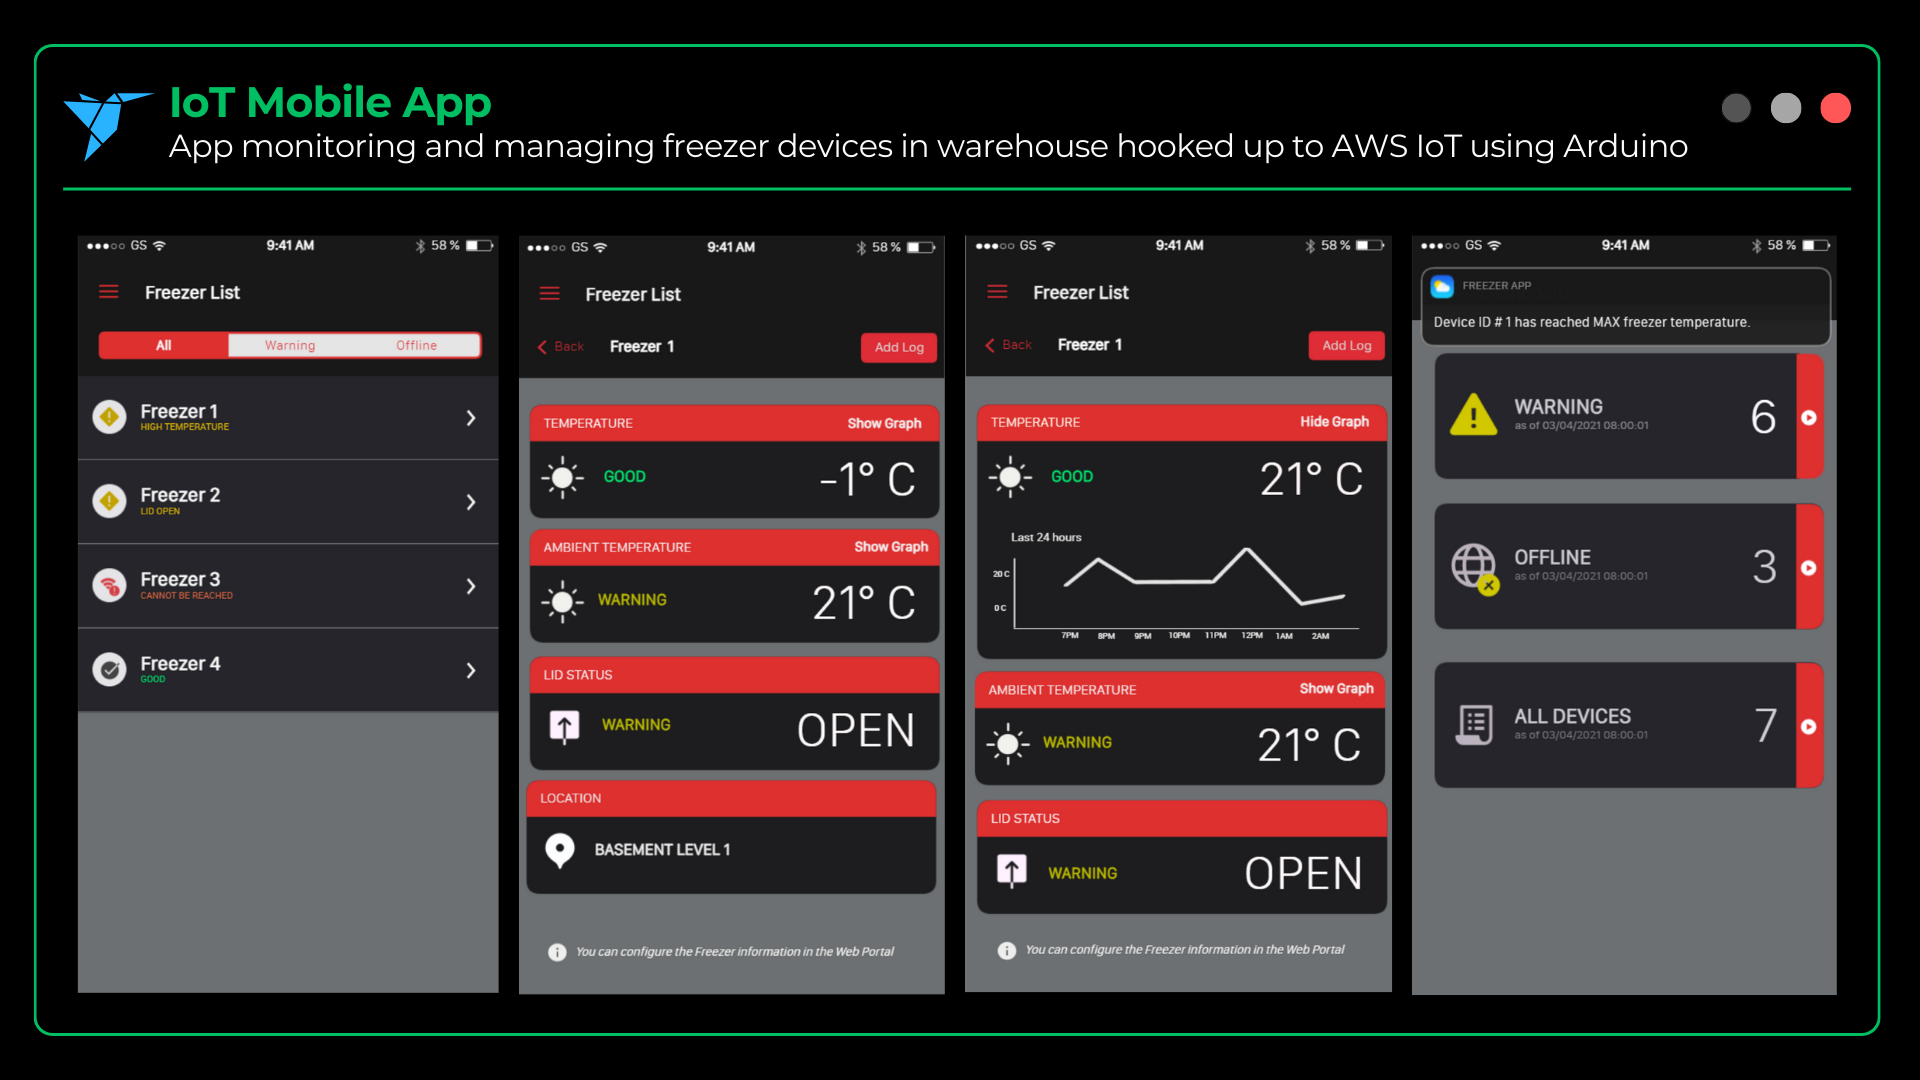 IoT Mobile App
App monitoring and managing freezer devices in warehouse hooked up to AWS IoT using Arduino
GS 9:41 AM 58 %
Freezer List
All Warning Offline
Freezer 1
HIGH TEMPERATURE
Freezer 2
LID OPEN
Freezer 3
CANNOT BE REACHED
Freezer 4
GOOD
GS 9:41 AM 58 %
Freezer List
Back Freezer 1 Add Log
TEMPERATURE Show Graph
GOOD -1° C
AMBIENT TEMPERATURE Show Graph
WARNING 21° C
LID STATUS
WARNING OPEN
LOCATION
BASEMENT LEVEL 1
You can configure the Freezer information in the Web Portal
GS 9:41 AM 58 %
Freezer List
Back Freezer 1 Add Log
TEMPERATURE Hide Graph
GOOD 21° C
Last 24 hours
20 C
0 C
7PM 8PM 9PM 10PM 11PM 12PM 1AM 2AM
AMBIENT TEMPERATURE Show Graph
WARNING 21° C
LID STATUS
WARNING OPEN
You can configure the Freezer information in the Web Portal
GS 9:41 AM 58 %
FREEZER APP
Device ID # 1 has reached MAX freezer temperature.
WARNING 6
as of 03/04/2021 08:00:01
OFFLINE 3
as of 03/04/2021 08:00:01
ALL DEVICES 7
as of 03/04/2021 08:00:01